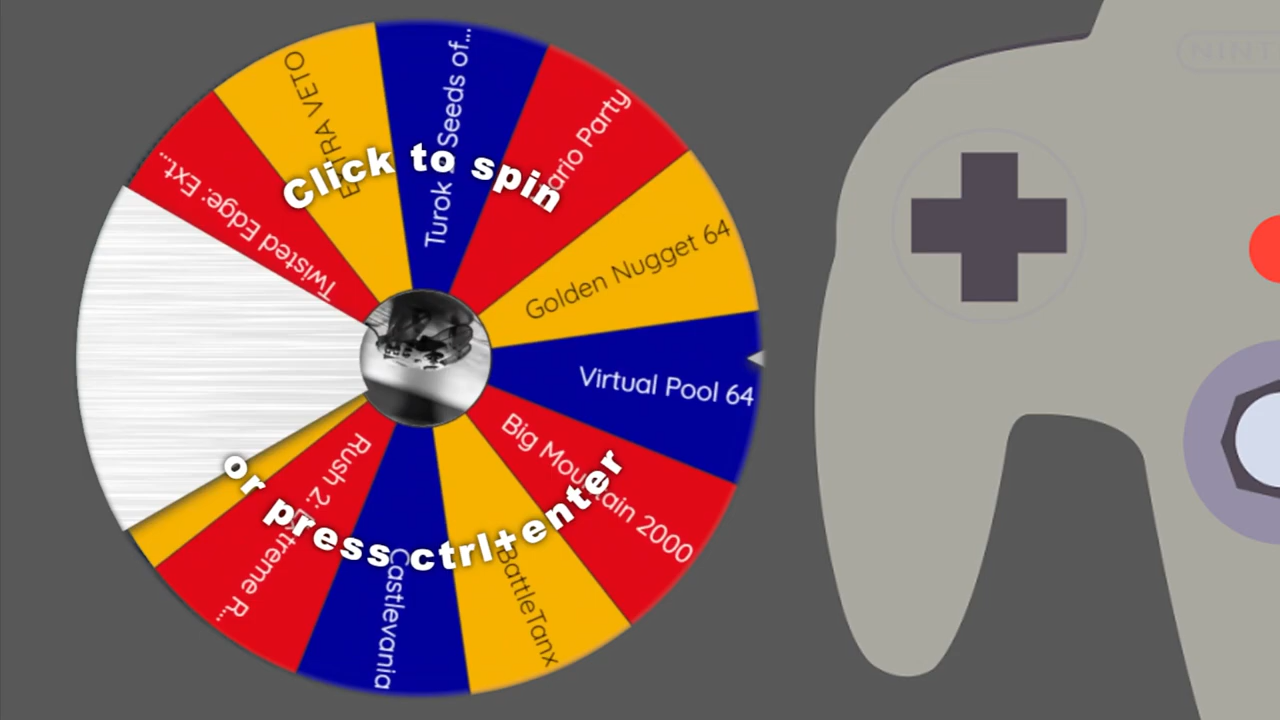 Click to spin
or press ctrl+enter
Twisted Edge: Ext...
EXTRA VETO
Turok 2: Seeds of...
Mario Party
Golden Nugget 64
Virtual Pool 64
Big Mountain 2000
BattleTanx
Castlevania
Rush 2: Extreme R...